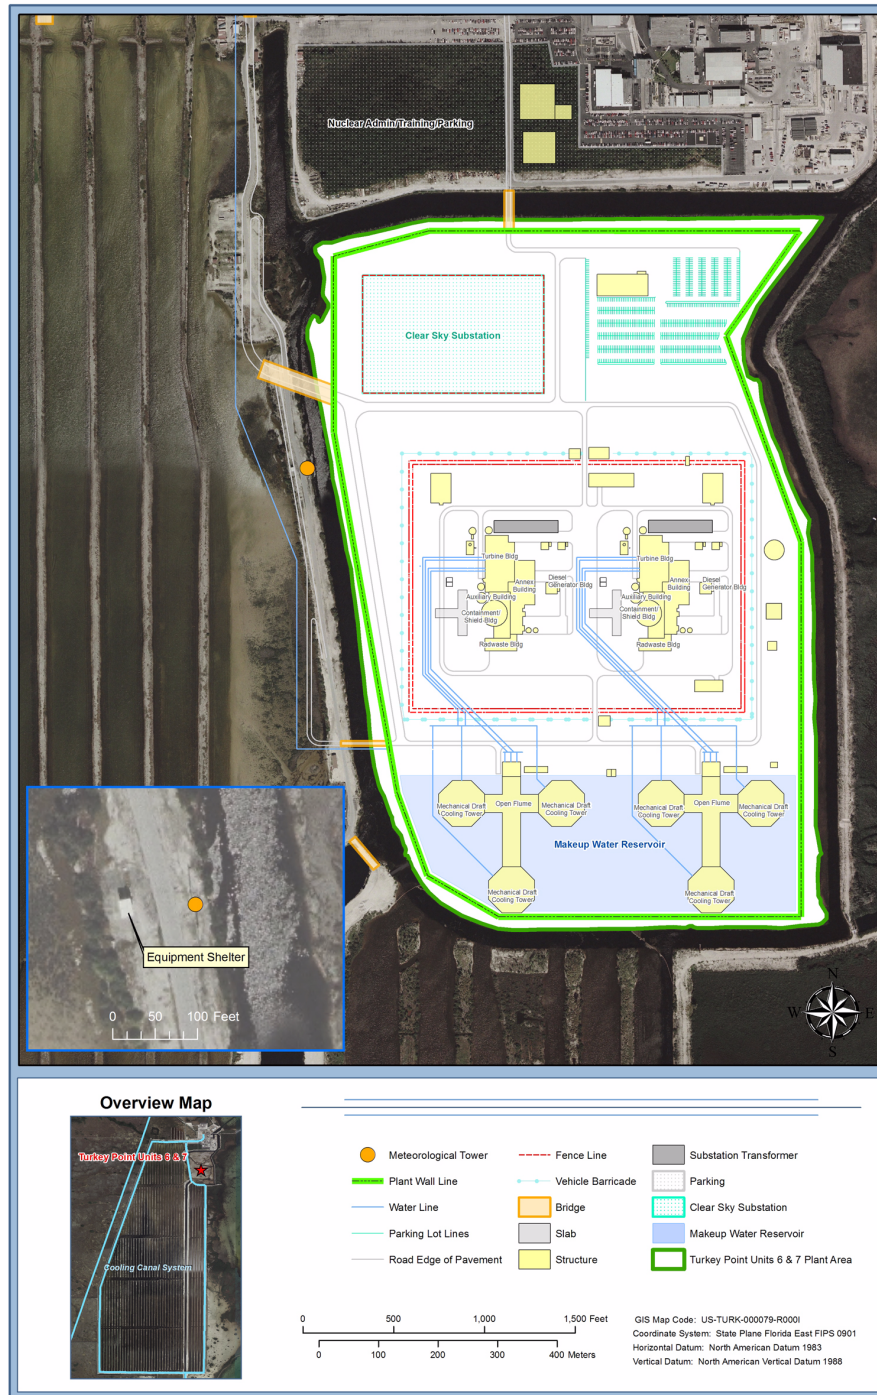 Nuclear Admin/Training/Parking
Clear Sky Substation
Turbine Bldg
Annex
Building
Diesel
Generator Bldg
Auxiliary Building
Containment/
Shield Bldg
Radwaste Bldg
Turbine Bldg
Annex
Building
Diesel
Generator Bldg
Auxiliary Building
Containment/
Shield Bldg
Radwaste Bldg
Mechanical Draft
Cooling Tower
Open Flume
Mechanical Draft
Cooling Tower
Mechanical Draft
Cooling Tower
Open Flume
Mechanical Draft
Cooling Tower
Makeup Water Reservoir
Mechanical Draft
Cooling Tower
Mechanical Draft
Cooling Tower
Equipment Shelter
0 50 100 Feet
N
W E
S
Overview Map
Turkey Point Units 6 & 7
Cooling Canal System
Meteorological Tower
Plant Wall Line
Water Line
Parking Lot Lines
Road Edge of Pavement
Fence Line
Vehicle Barricade
Bridge
Slab
Structure
Substation Transformer
Parking
Clear Sky Substation
Makeup Water Reservoir
Turkey Point Units 6 & 7 Plant Area
0 500 1,000 1,500 Feet
0 100 200 300 400 Meters
GIS Map Code: US-TURK-000079-R000I
Coordinate System: State Plane Florida East FIPS 0901
Horizontal Datum: North American Datum 1983
Vertical Datum: North American Vertical Datum 1988